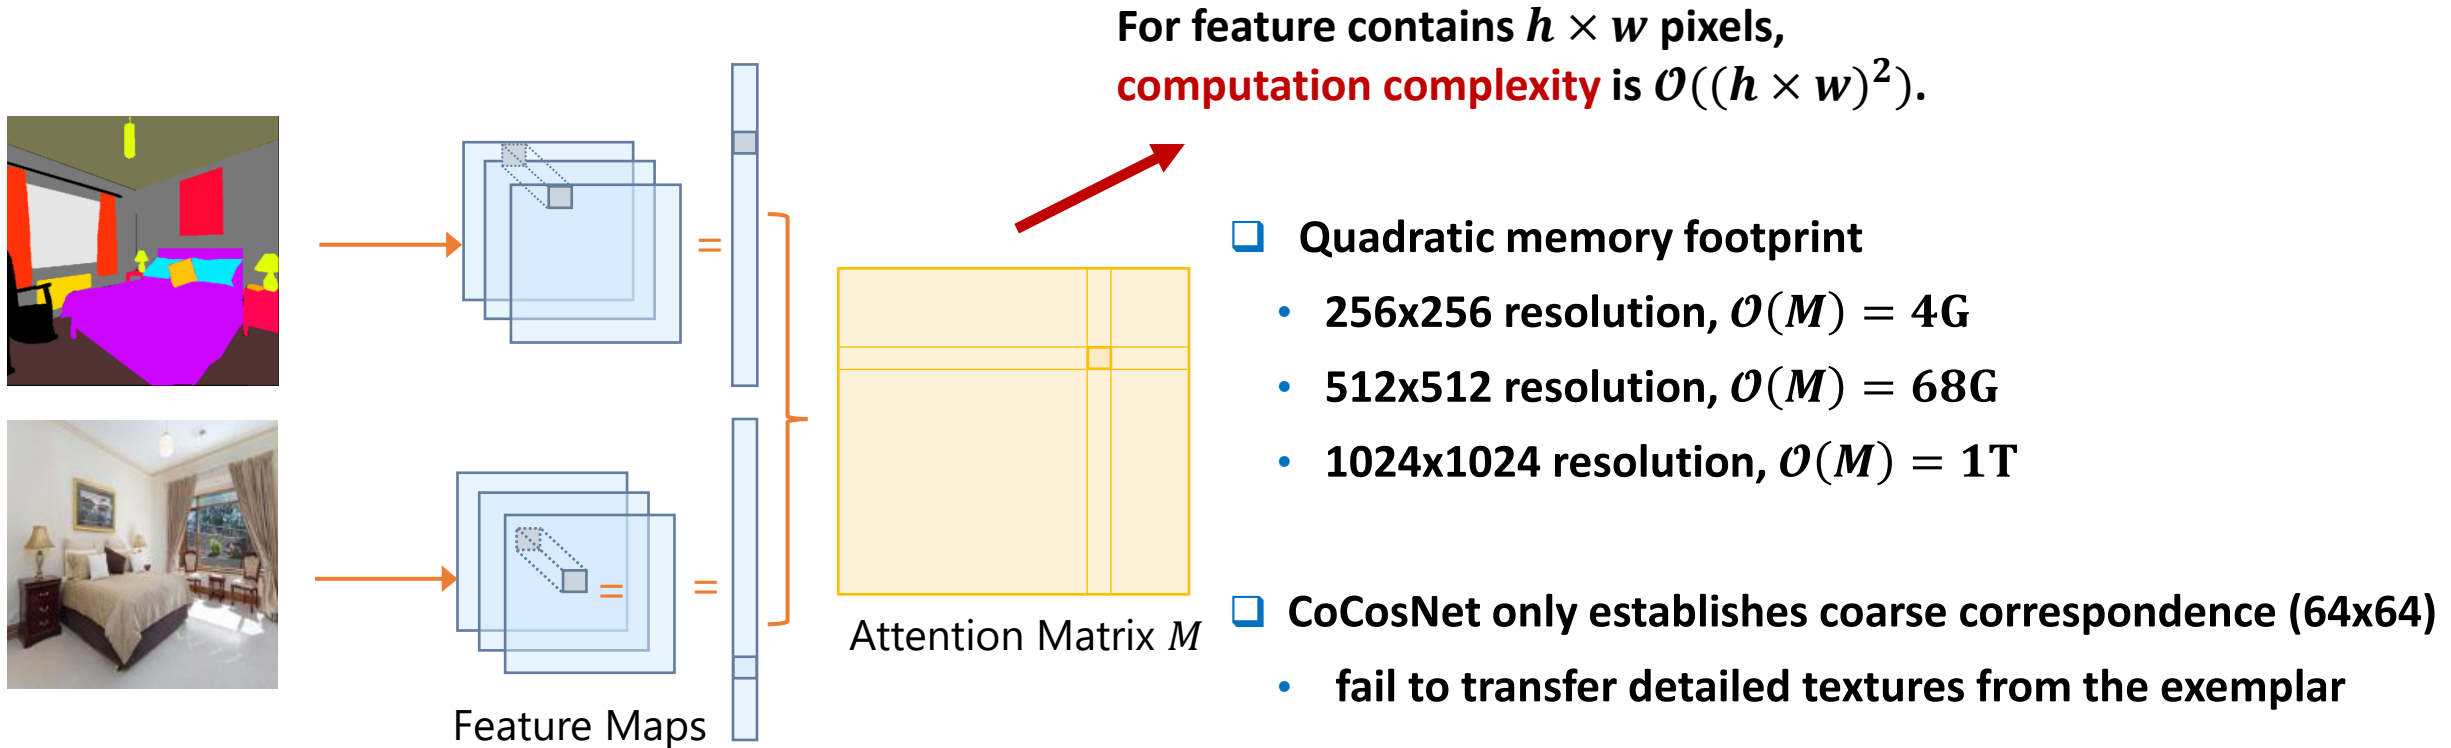 For feature contains 𝒉 × 𝒘 pixels,
computation complexity is 𝓞((𝒉 × 𝒘)²).
Quadratic memory footprint
• 256x256 resolution, 𝓞(𝑴) = 4G
• 512x512 resolution, 𝓞(𝑴) = 68G
• 1024x1024 resolution, 𝓞(𝑴) = 1T
CoCosNet only establishes coarse correspondence (64x64)
• fail to transfer detailed textures from the exemplar
=
= =
Attention Matrix 𝑀
Feature Maps